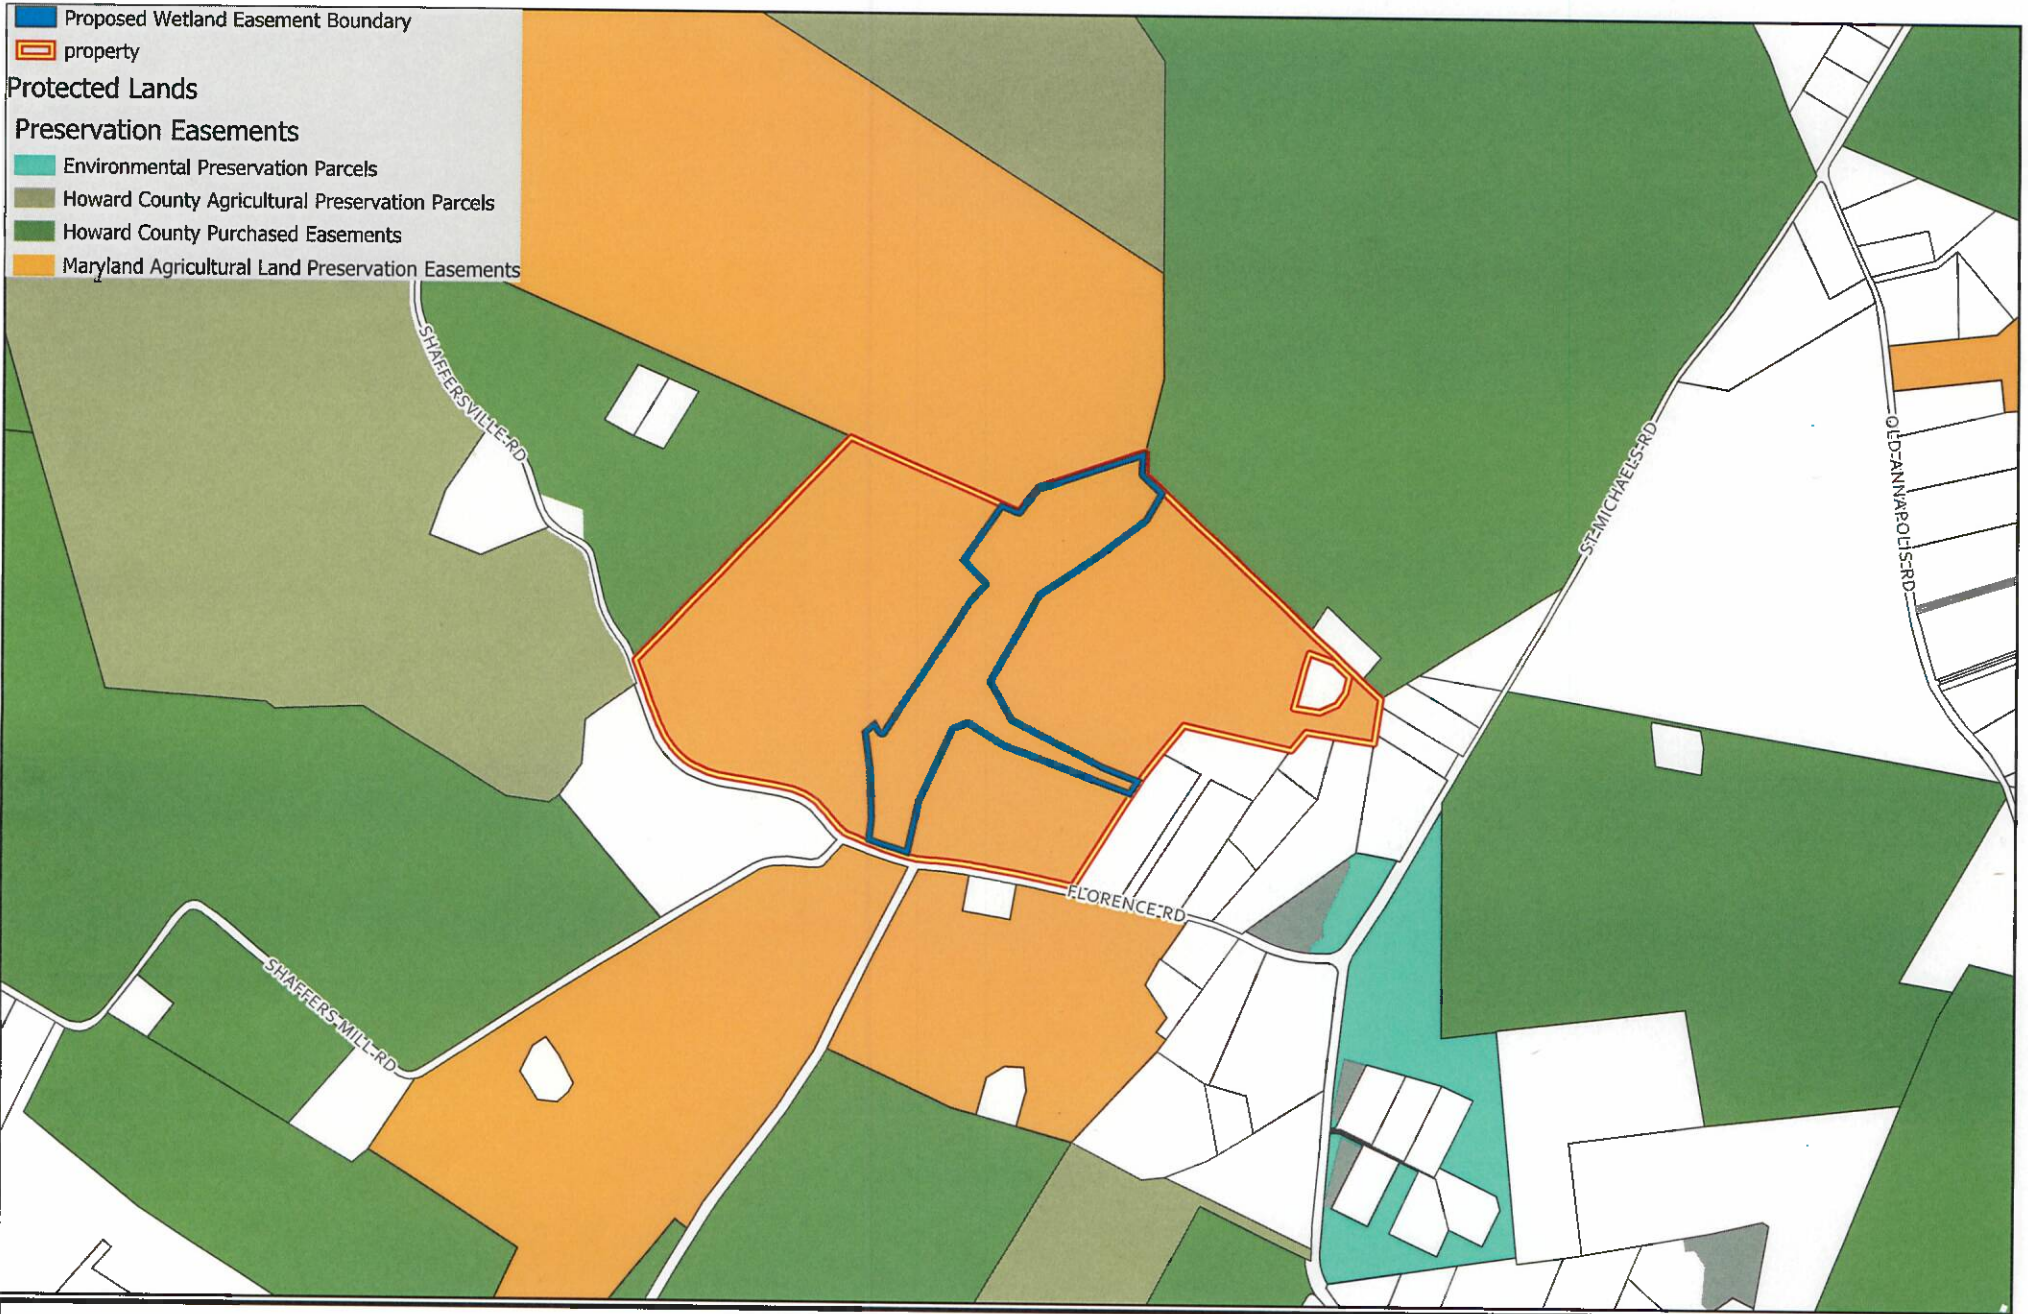 Proposed Wetland Easement Boundary
property
Protected Lands
Preservation Easements
Environmental Preservation Parcels
Howard County Agricultural Preservation Parcels
Howard County Purchased Easements
Maryland Agricultural Land Preservation Easements
SHAFFERSVILLE RD
ST MICHAELS RD
OLD ANNAPOLIS RD
FLORENCE RD
SHAFFERS MILL RD